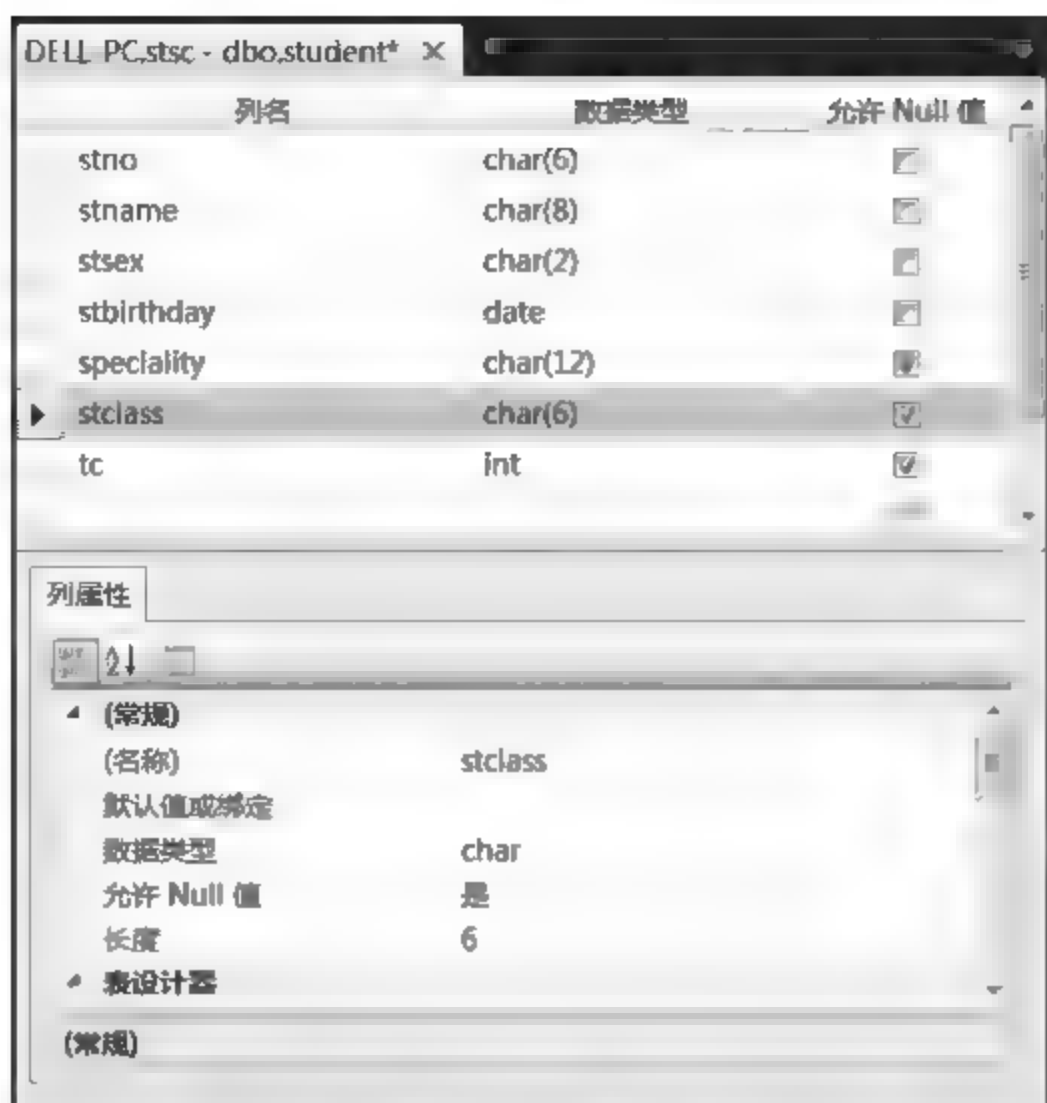 DELL_PC.stsc - dbo.student* ×
列名 数据类型 允许 Null 值
stno char(6)
stname char(8)
stsex char(2)
stbirthday date
speciality char(12)
stclass char(6)
tc int
列属性
(常规)
(名称) stclass
默认值或绑定
数据类型 char
允许 Null 值 是
长度 6
表设计器
(常规)